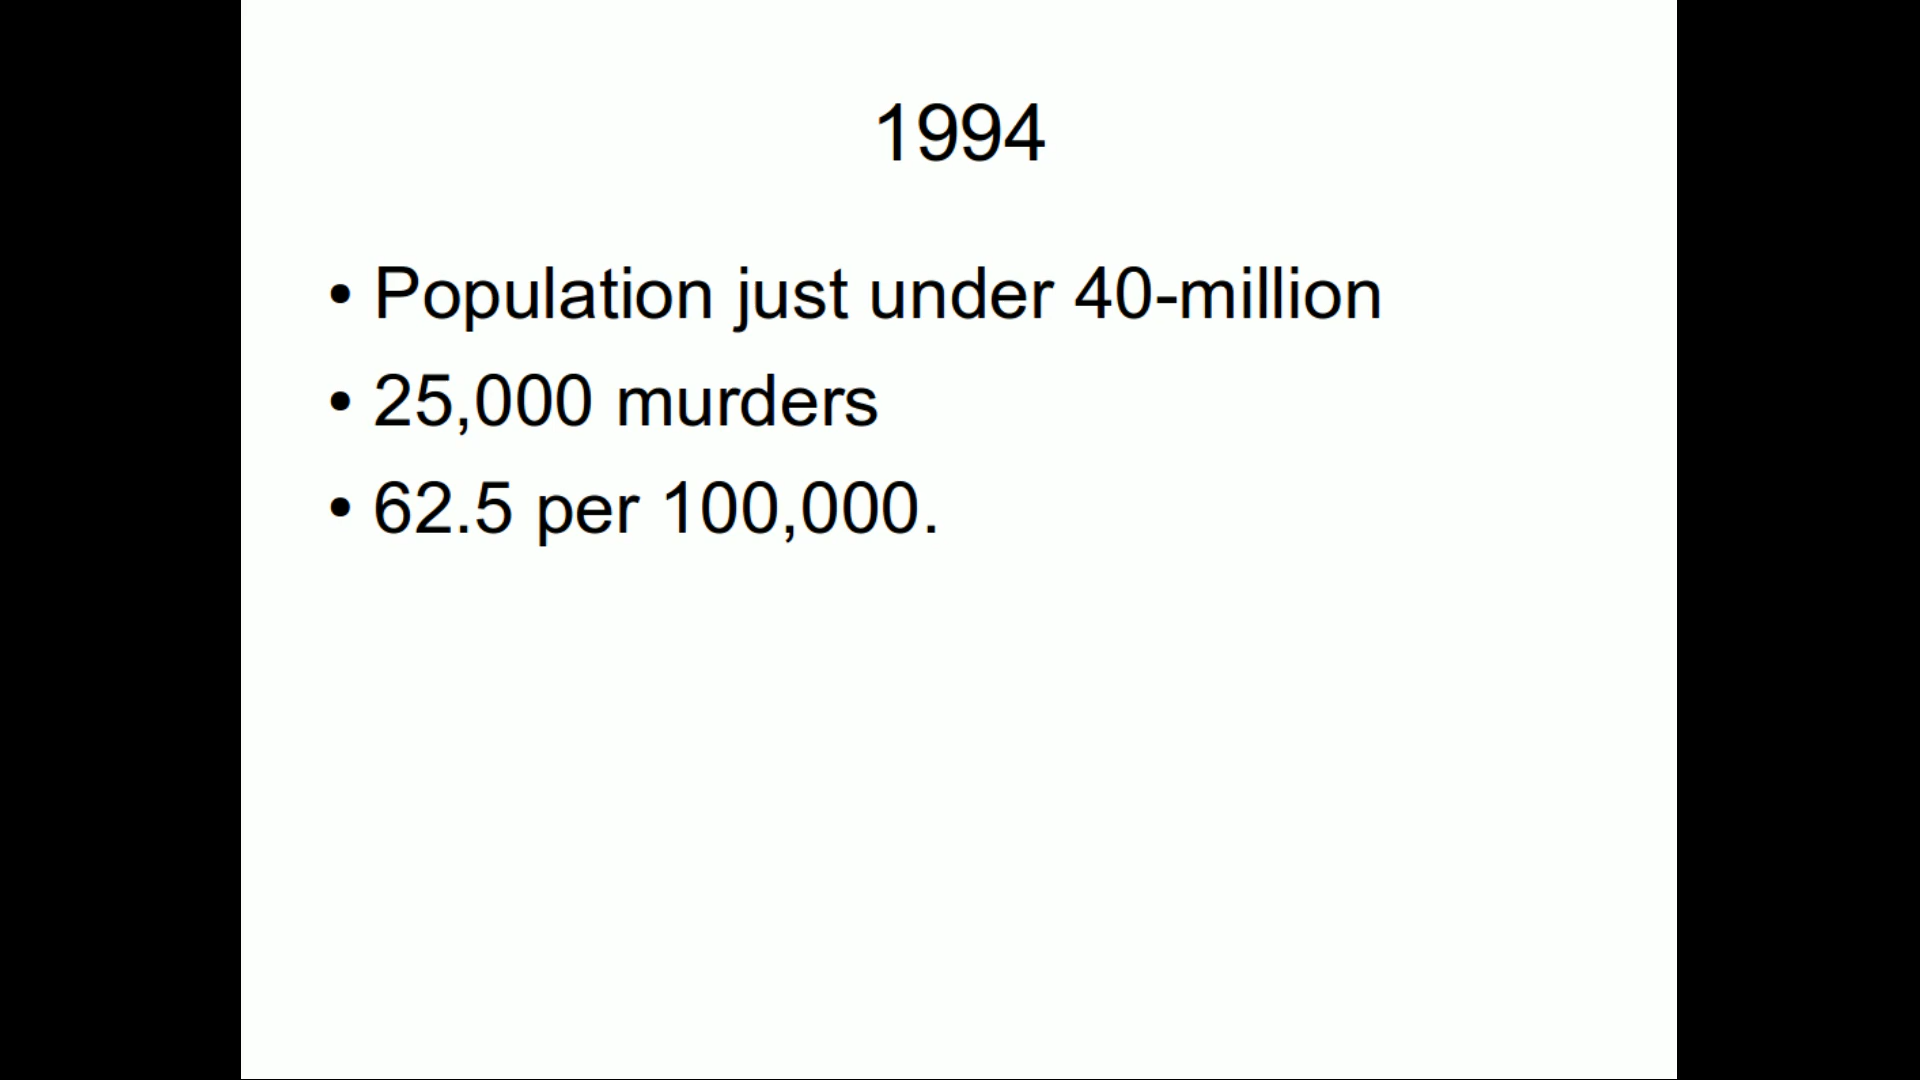 1994
• Population just under 40-million
• 25,000 murders
• 62.5 per 100,000.